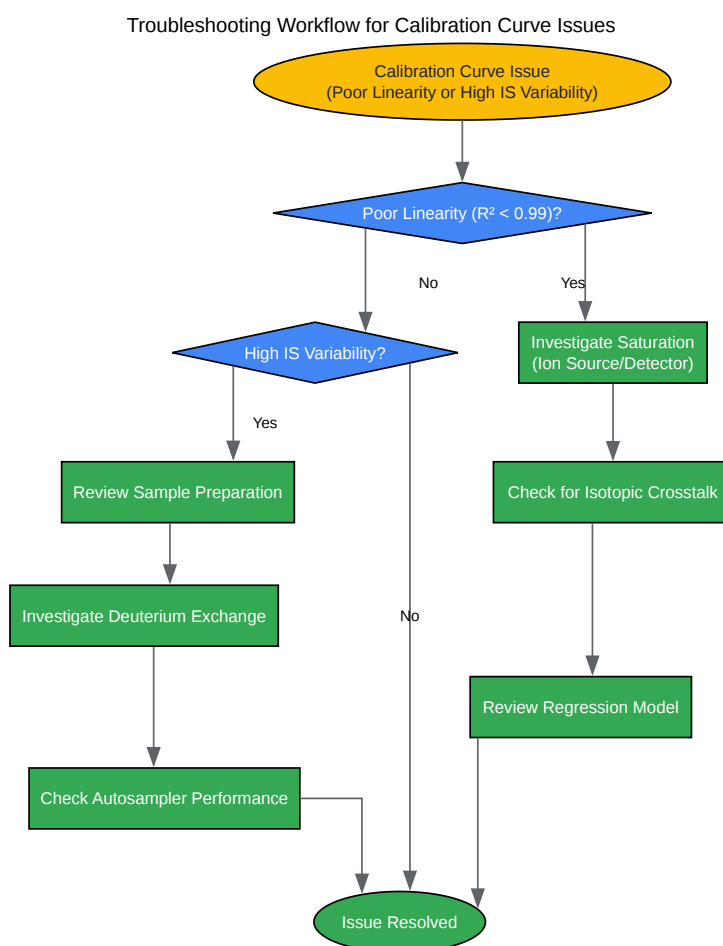 Troubleshooting Workflow for Calibration Curve Issues
Calibration Curve Issue
(Poor Linearity or High IS Variability)
Poor Linearity (R² < 0.99)?
No
Yes
High IS Variability?
Investigate Saturation
(Ion Source/Detector)
Yes
Review Sample Preparation
Check for Isotopic Crosstalk
Investigate Deuterium Exchange
No
Review Regression Model
Check Autosampler Performance
Issue Resolved